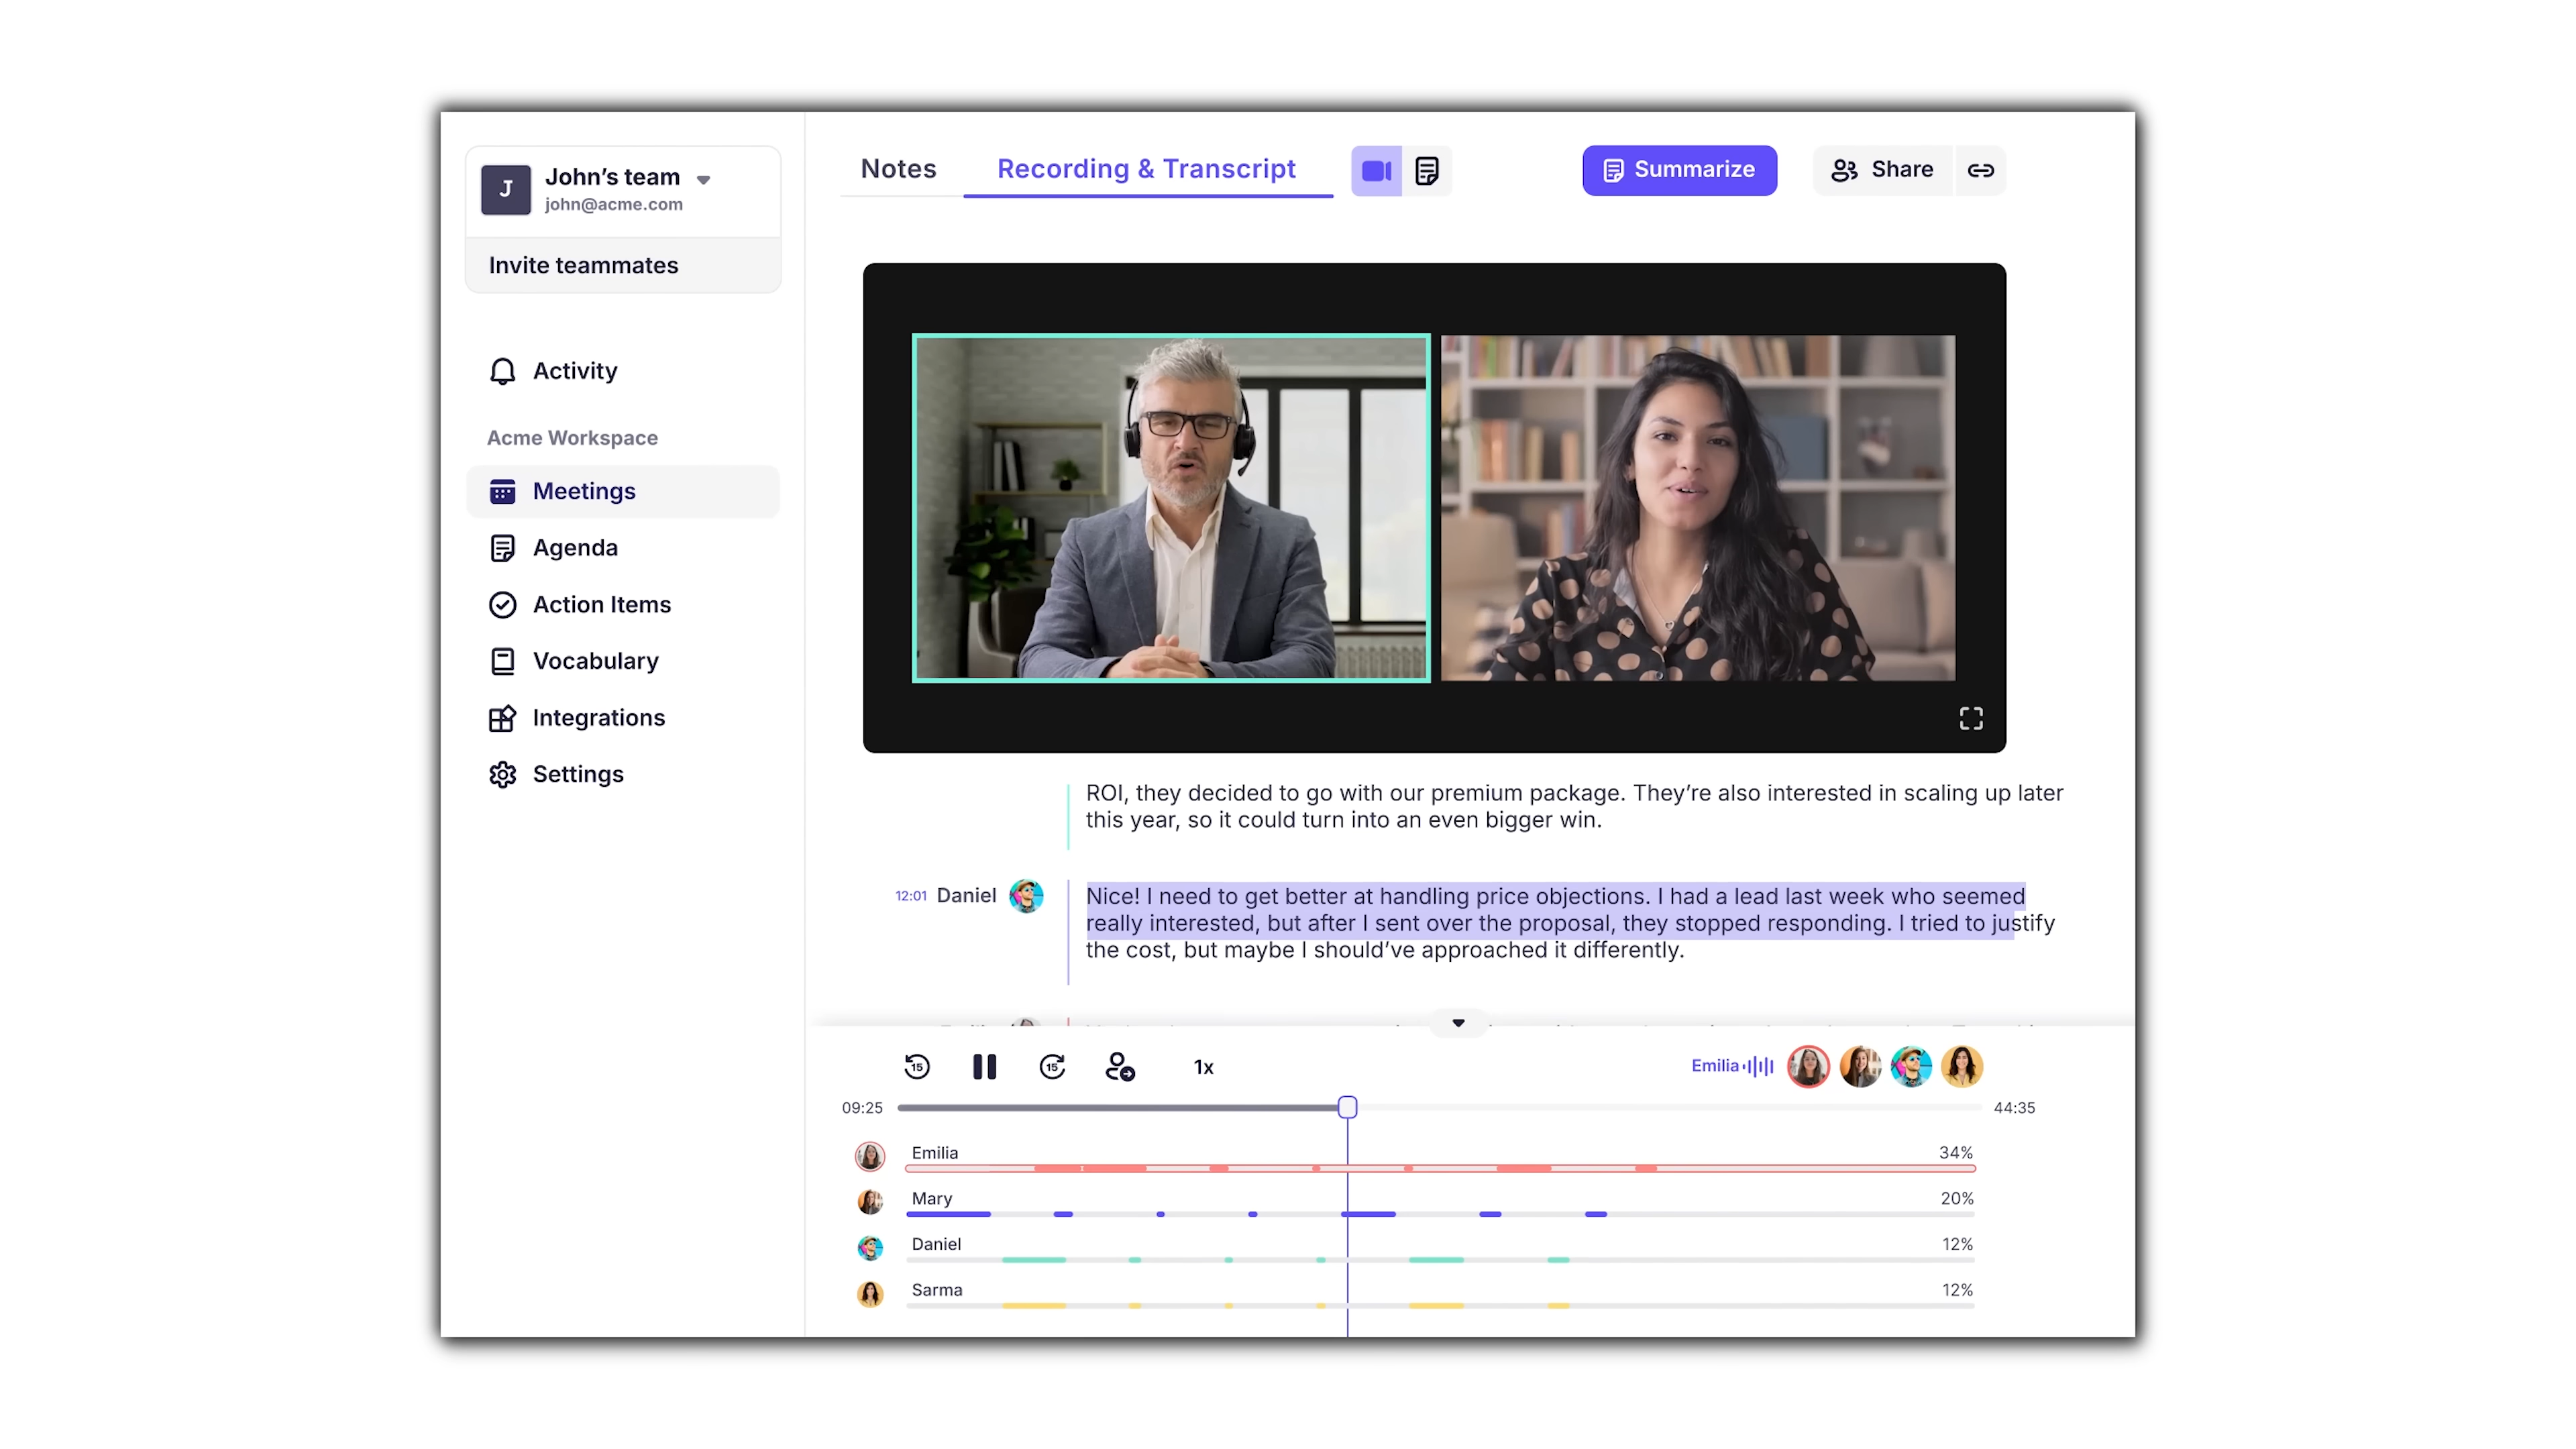 J
John’s team
john@acme.com
Invite teammates
Activity
Acme Workspace
Meetings
Agenda
Action Items
Vocabulary
Integrations
Settings
Notes
Recording & Transcript
Summarize
Share
ROI, they decided to go with our premium package. They’re also interested in scaling up later
this year, so it could turn into an even bigger win.
12:01 Daniel
Nice! I need to get better at handling price objections. I had a lead last week who seemed
really interested, but after I sent over the proposal, they stopped responding. I tried to justify
the cost, but maybe I should’ve approached it differently.
15
15
1x
Emilia
09:25
44:35
Emilia
34%
Mary
20%
Daniel
12%
Sarma
12%